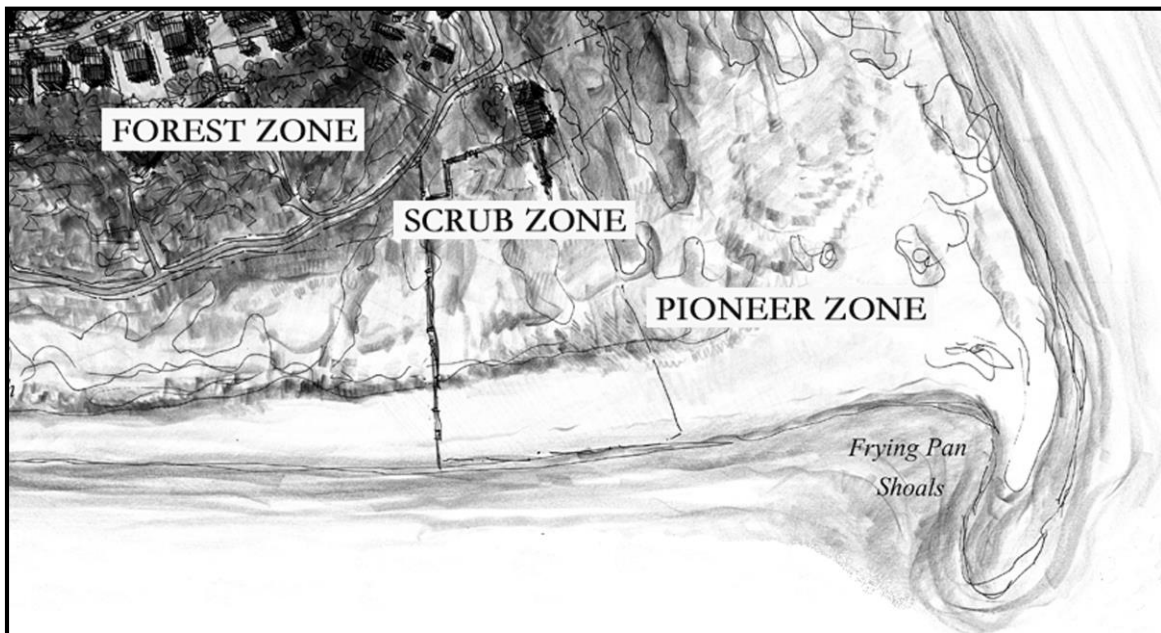 FOREST ZONE
SCRUB ZONE
PIONEER ZONE
Frying Pan
Shoals